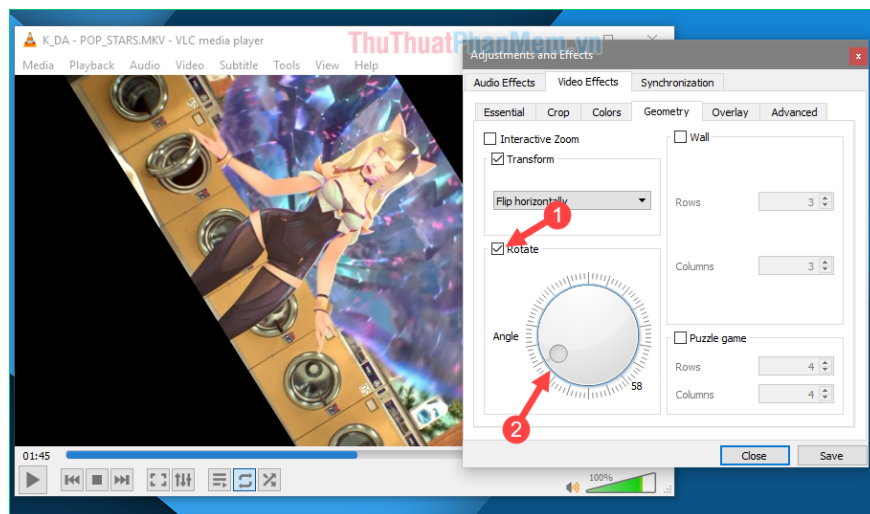 K_DA - POP_STARS.MKV - VLC media player
ThuThuatPhanMem.vn
Media Playback Audio Video Subtitle Tools View Help
Adjustments and Effects
x
Audio Effects Video Effects Synchronization
Essential Crop Colors Geometry Overlay Advanced
Interactive Zoom
Transform
Flip horizontally
1
Rotate
Angle
58
2
Wall
Rows 3
Columns 3
Puzzle game
Rows 4
Columns 4
Close Save
01:45
100%